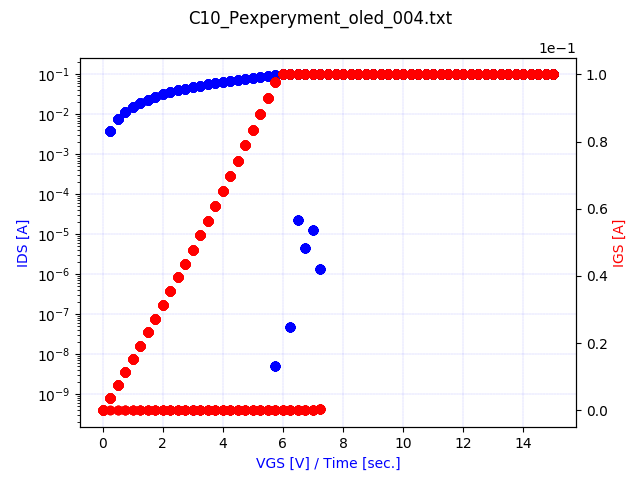 C10_Pexperyment_oled_004.txt
1e−1
10⁻¹
10⁻²
10⁻³
10⁻⁴
10⁻⁵
10⁻⁶
10⁻⁷
10⁻⁸
10⁻⁹
IDS [A]
1.0
0.8
0.6
0.4
0.2
0.0
IGS [A]
0 2 4 6 8 10 12 14
VGS [V] / Time [sec.]